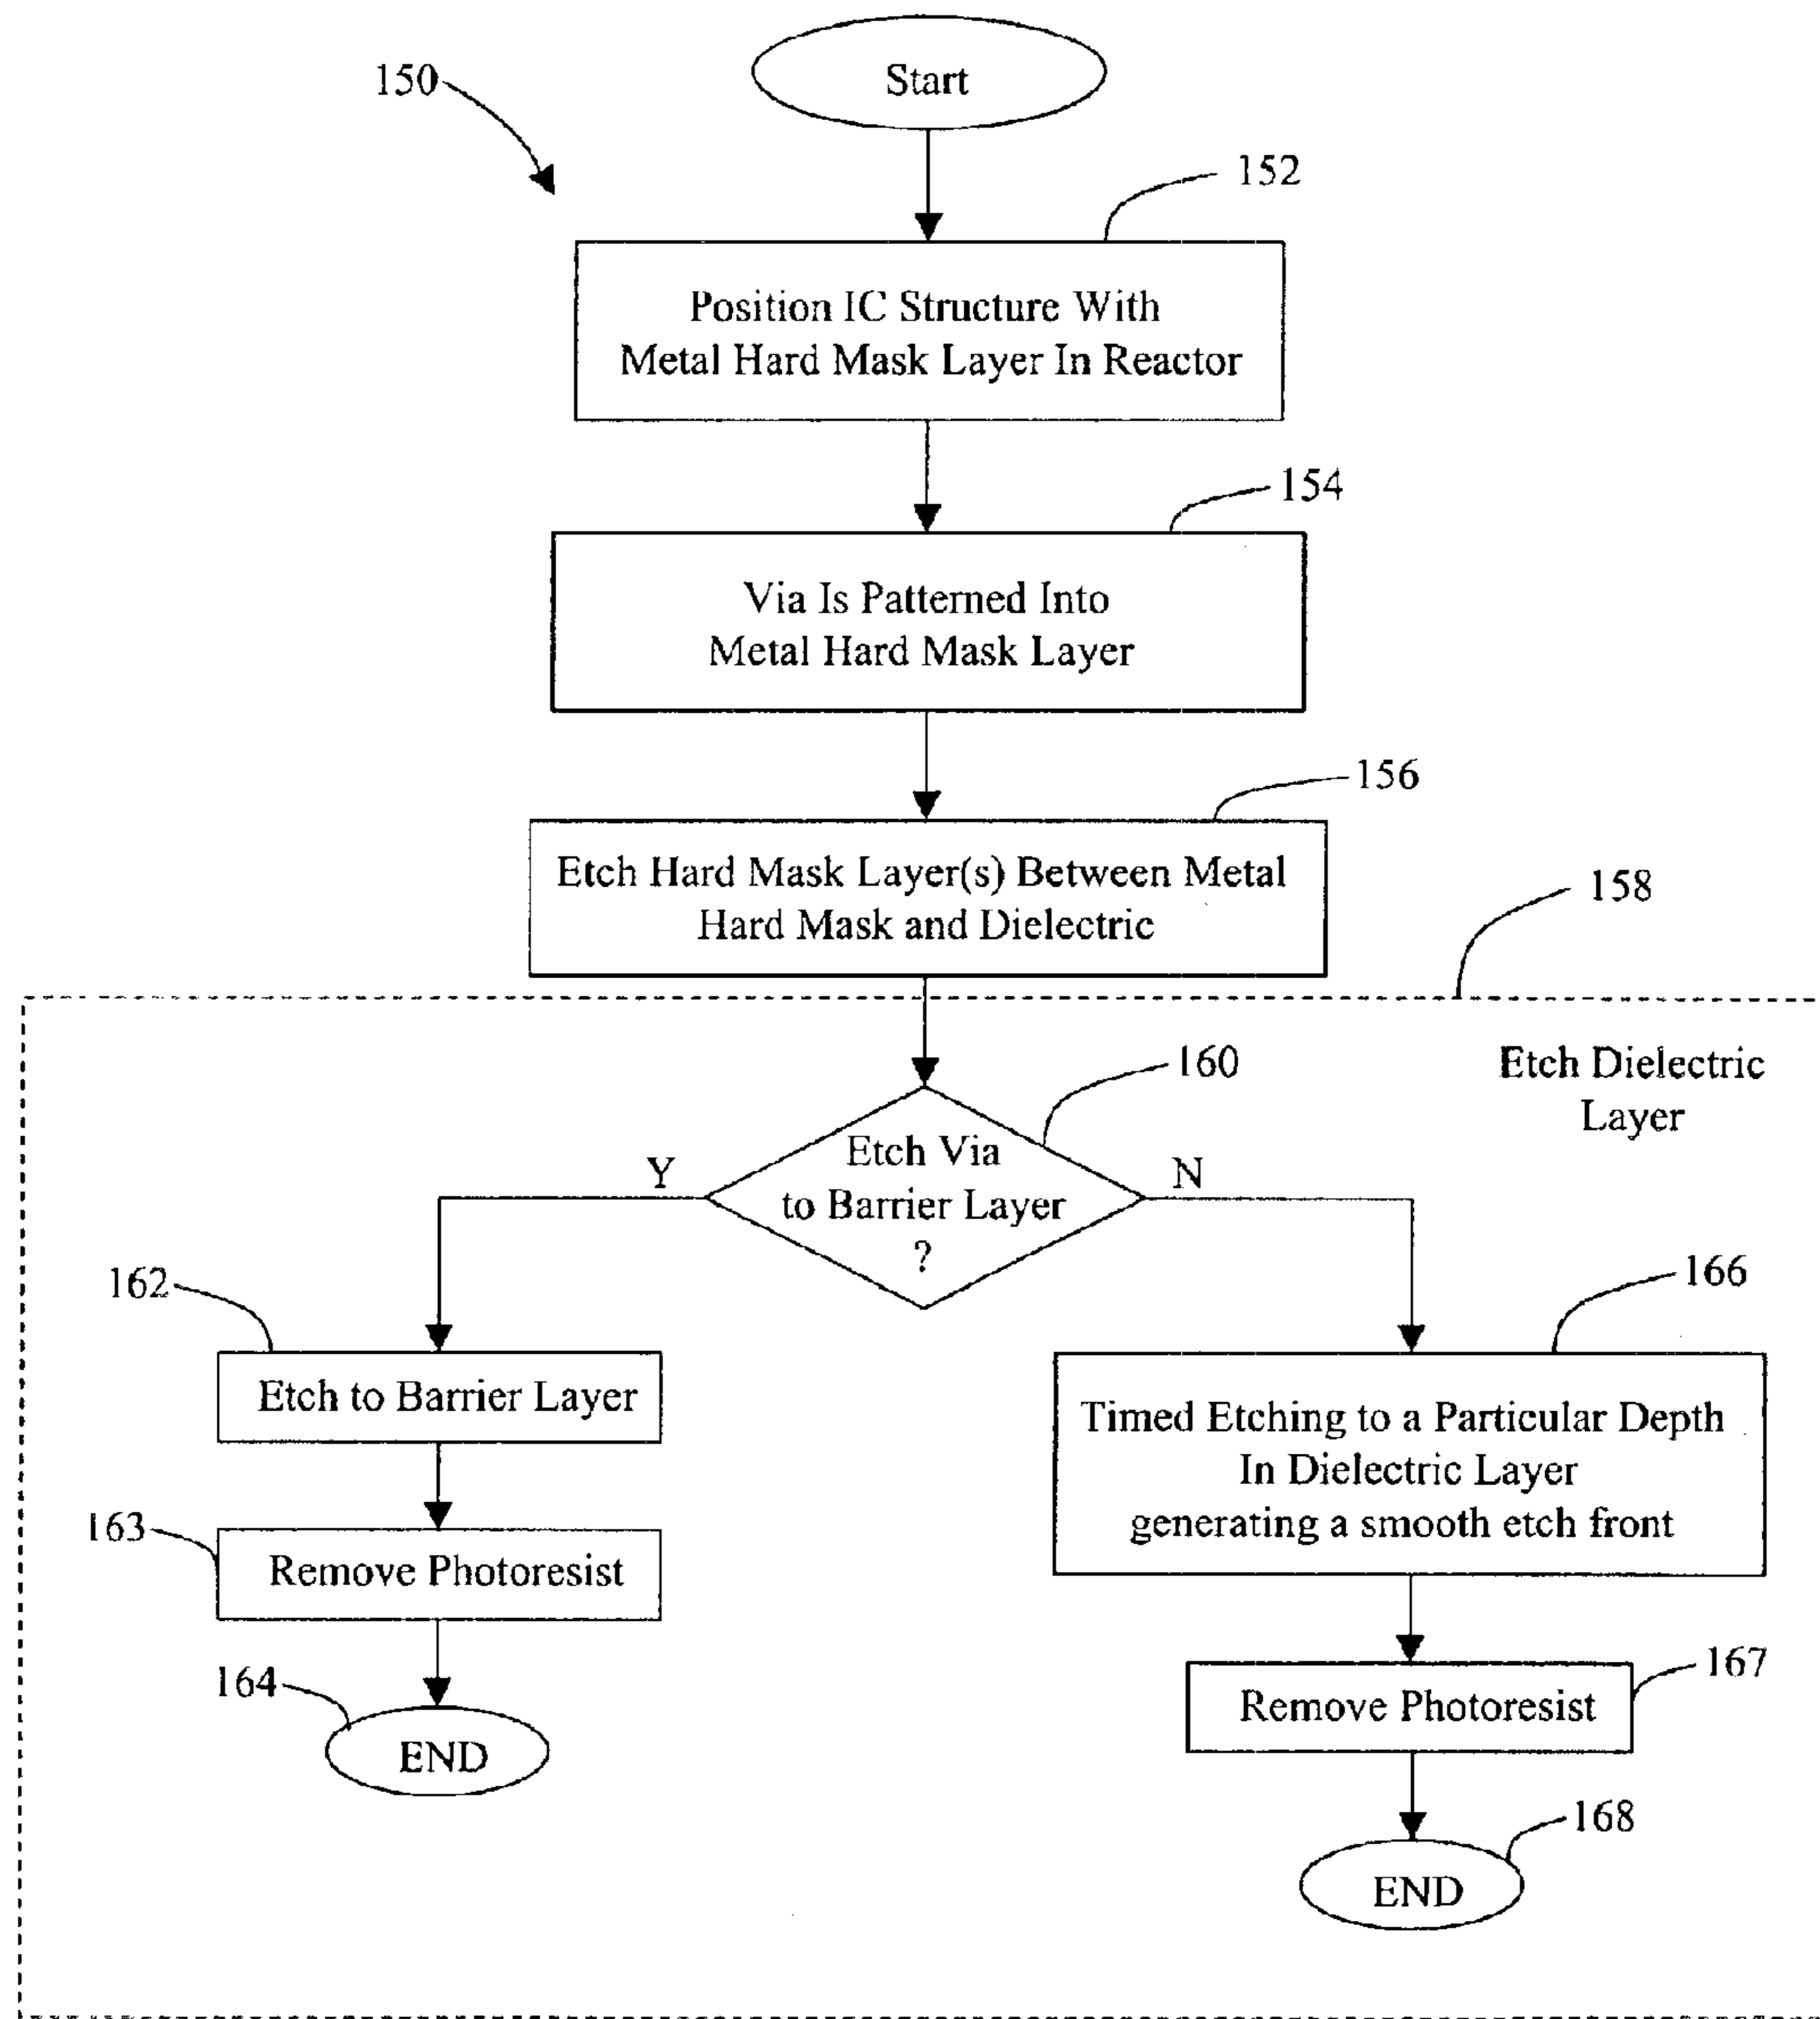 Start
150
152
Position IC Structure With
Metal Hard Mask Layer In Reactor
154
Via Is Patterned Into
Metal Hard Mask Layer
156
Etch Hard Mask Layer(s) Between Metal
Hard Mask and Dielectric
158
Etch Dielectric
Layer
160
Etch Via
to Barrier Layer
?
Y
N
162
Etch to Barrier Layer
163
Remove Photoresist
164
END
166
Timed Etching to a Particular Depth
In Dielectric Layer
generating a smooth etch front
167
Remove Photoresist
168
END